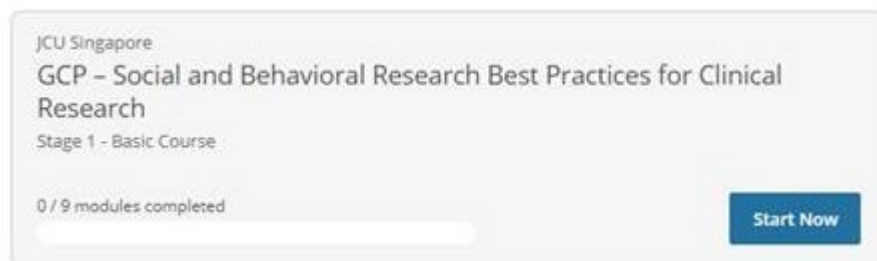 JCU Singapore
GCP – Social and Behavioral Research Best Practices for Clinical
Research
Stage 1 - Basic Course
0 / 9 modules completed
Start Now